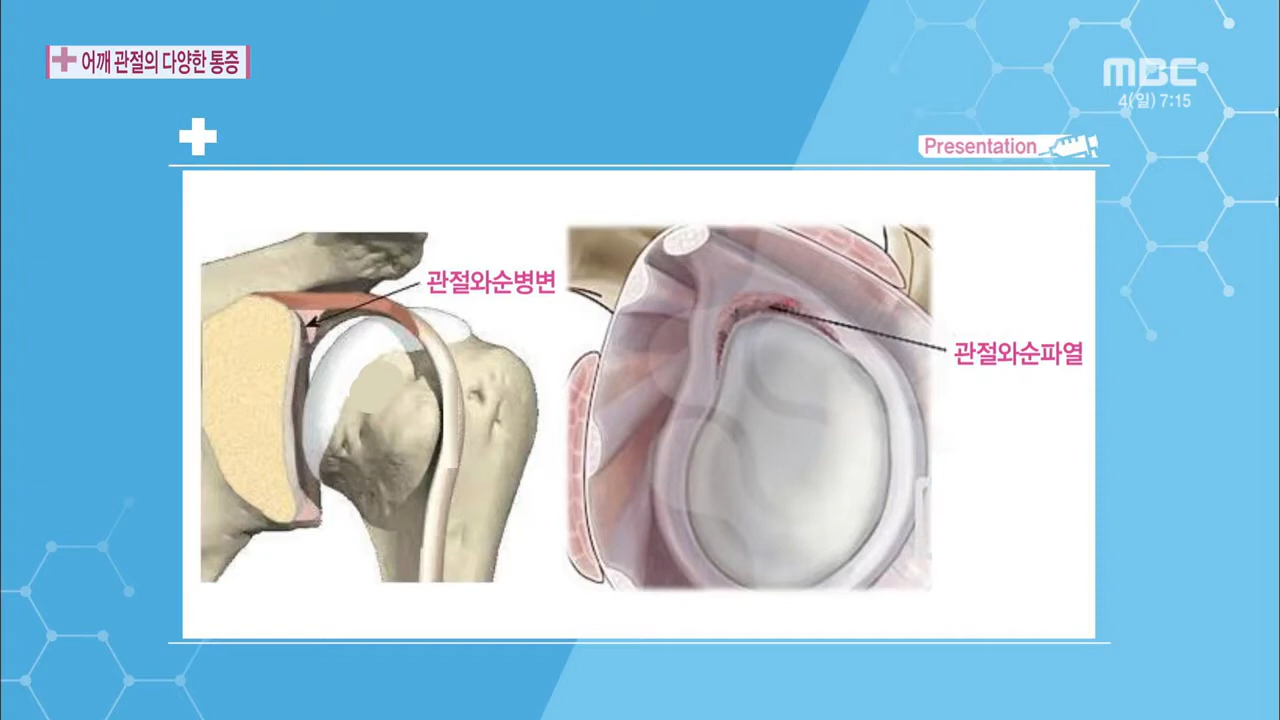 어깨 관절의 다양한 통증
MBC
4(일) 7:15
Presentation
관절와순병변
관절와순파열